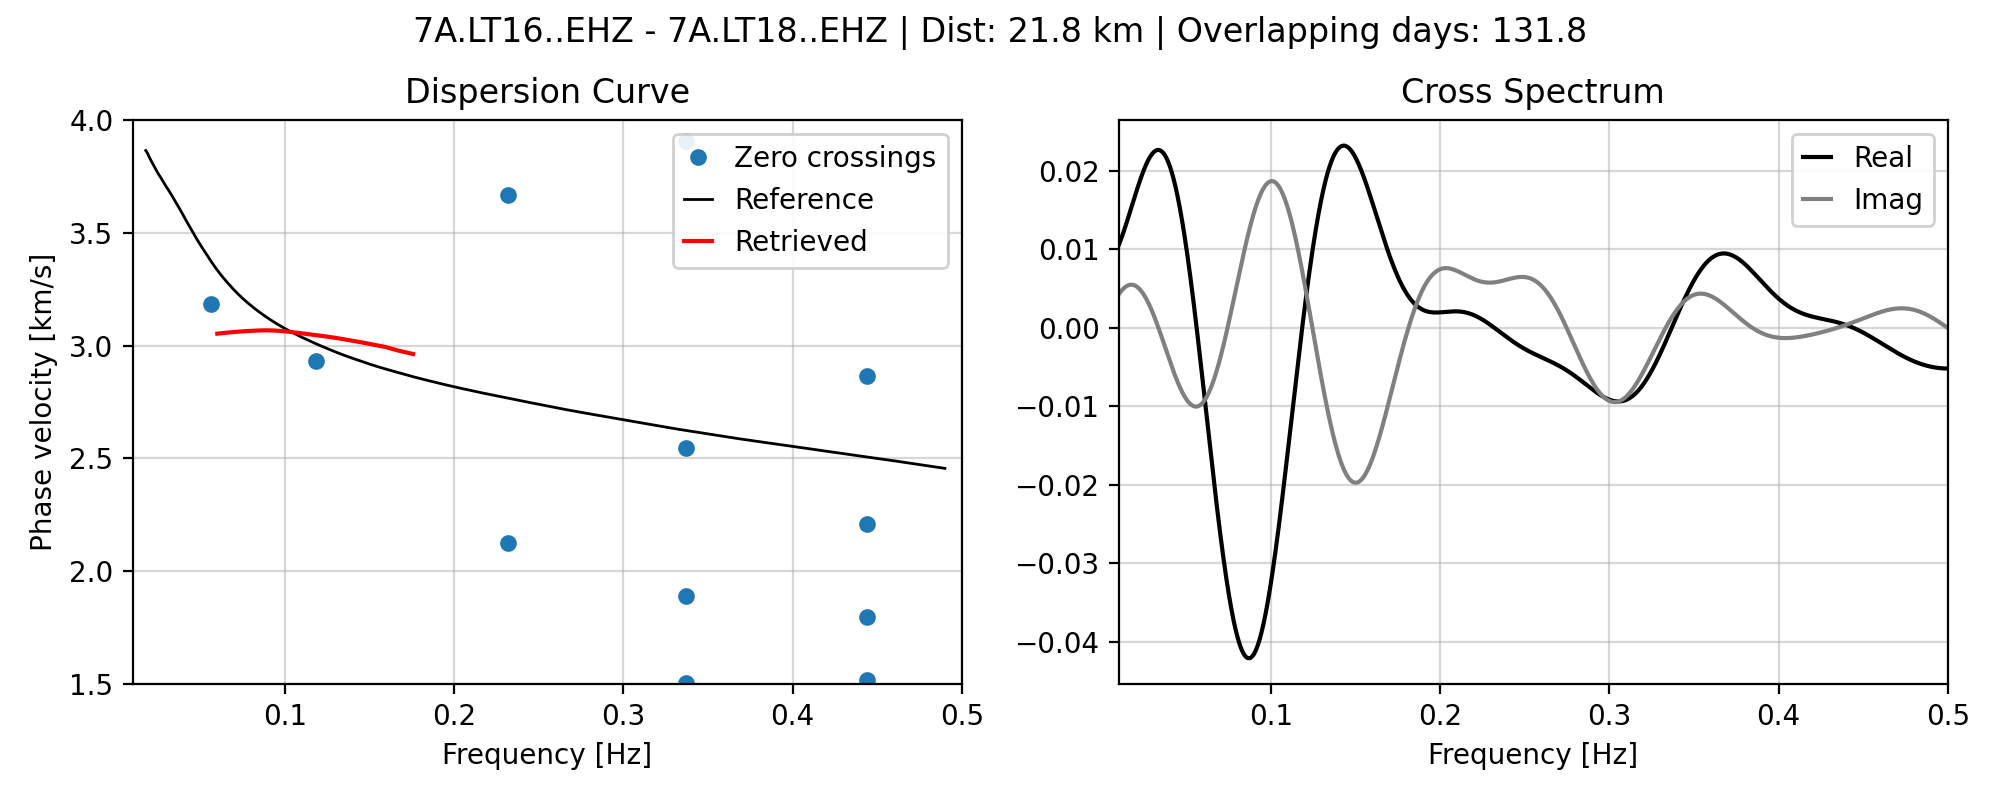 7A.LT16..EHZ - 7A.LT18..EHZ | Dist: 21.8 km | Overlapping days: 131.8
Dispersion Curve
4.0
3.5
3.0
2.5
2.0
1.5
Phase velocity [km/s]
0.1
0.2
0.3
0.4
0.5
Frequency [Hz]
Zero crossings
Reference
Retrieved
Cross Spectrum
0.02
0.01
0.00
−0.01
−0.02
−0.03
−0.04
0.1
0.2
0.3
0.4
0.5
Frequency [Hz]
Real
Imag